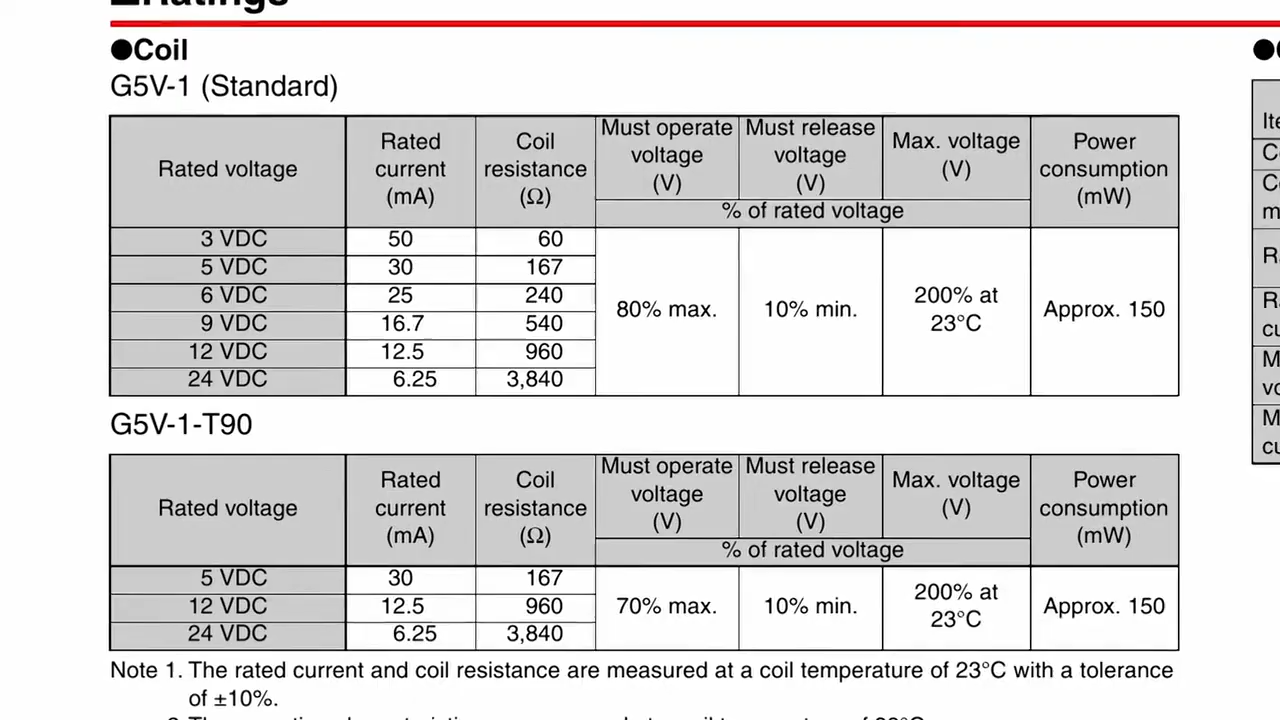 ■Ratings
●Coil
G5V-1 (Standard)
Rated voltage Rated current (mA) Coil resistance (Ω) Must operate voltage (V) Must release voltage (V) Max. voltage (V) Power consumption (mW)
% of rated voltage
3 VDC 50 60
5 VDC 30 167
6 VDC 25 240
9 VDC 16.7 540
12 VDC 12.5 960
24 VDC 6.25 3,840
80% max. 10% min. 200% at 23°C Approx. 150
G5V-1-T90
Rated voltage Rated current (mA) Coil resistance (Ω) Must operate voltage (V) Must release voltage (V) Max. voltage (V) Power consumption (mW)
% of rated voltage
5 VDC 30 167
12 VDC 12.5 960
24 VDC 6.25 3,840
70% max. 10% min. 200% at 23°C Approx. 150
Note 1. The rated current and coil resistance are measured at a coil temperature of 23°C with a tolerance
of ±10%.